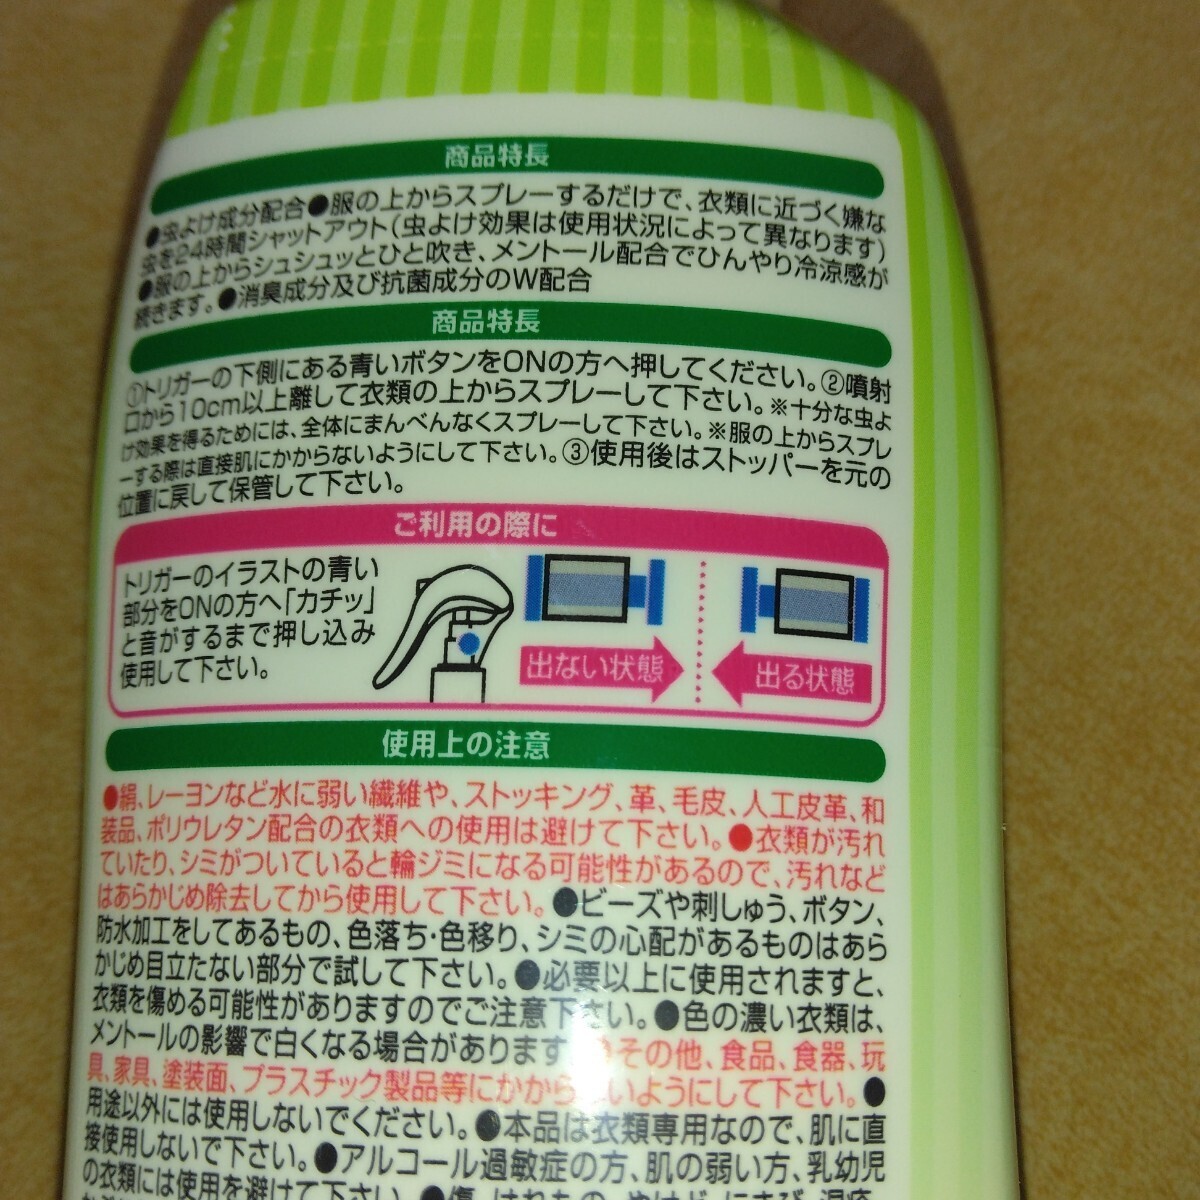 商品特長
●虫よけ成分配合●服の上からスプレーするだけで、衣類に近づく嫌な
虫を24時間シャットアウト(虫よけ効果は使用状況によって異なります)
●服の上からシュシュッとひと吹き、メントール配合でひんやり冷涼感が
続きます。●消臭成分及び抗菌成分のW配合
商品特長
①トリガーの下側にある青いボタンをONの方へ押してください。②噴射
口から10cm以上離して衣類の上からスプレーして下さい。※十分な虫よ
け効果を得るためには、全体にまんべんなくスプレーして下さい。※服の上からスプレ
ーする際は直接肌にかからないようにして下さい。③使用後はストッパーを元の
位置に戻して保管して下さい。
ご利用の際に
トリガーのイラストの青い
部分をONの方へ「カチッ」
と音がするまで押し込み
使用して下さい。
出ない状態
出る状態
使用上の注意
●絹、レーヨンなど水に弱い繊維や、ストッキング、革、毛皮、人工皮革、和
装品、ポリウレタン配合の衣類への使用は避けて下さい。●衣類が汚れ
ていたり、シミがついていると輪ジミになる可能性があるので、汚れなど
はあらかじめ除去してから使用して下さい。●ビーズや刺しゅう、ボタン、
防水加工をしてあるもの、色落ち・色移り、シミの心配があるものはあら
かじめ目立たない部分で試して下さい。●必要以上に使用されますと、
衣類を傷める可能性がありますのでご注意下さい。●色の濃い衣類は、
メントールの影響で白くなる場合があります その他、食品、食器、玩
具、家具、塗装面、プラスチック製品等にかから いようにして下さい。●
用途以外には使用しないでください。●本品は衣類専用なので、肌に直
接使用しないで下さい。●アルコール過敏症の方、肌の弱い方、乳幼児
の衣類には使用を避けて下さい。